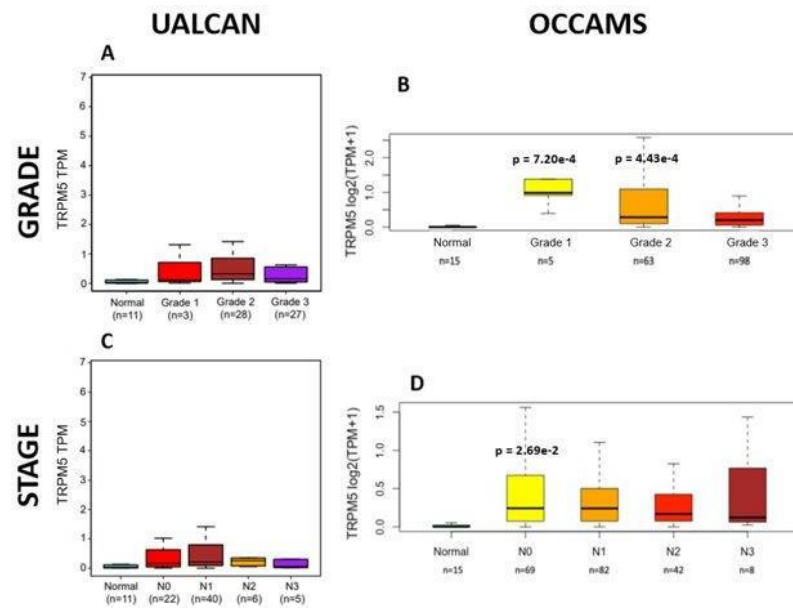 UALCAN
OCCAMS
GRADE
A
7
6
5
4
3
2
1
0
TRPM5 TPM
Normal Grade 1 Grade 2 Grade 3
(n=11) (n=3) (n=28) (n=27)
B
TRPM5 log2(TPM+1)
2.0
1.0
0.0
p = 7.20e-4 p = 4.43e-4
Normal Grade 1 Grade 2 Grade 3
n=15 n=5 n=63 n=98
STAGE
C
7
6
5
4
3
2
1
0
TRPM5 TPM
Normal N0 N1 N2 N3
(n=11) (n=22) (n=40) (n=6) (n=5)
D
TRPM5 log2(TPM+1)
1.5
1.0
0.5
0.0
p = 2.69e-2
Normal N0 N1 N2 N3
n=15 n=69 n=82 n=42 n=8